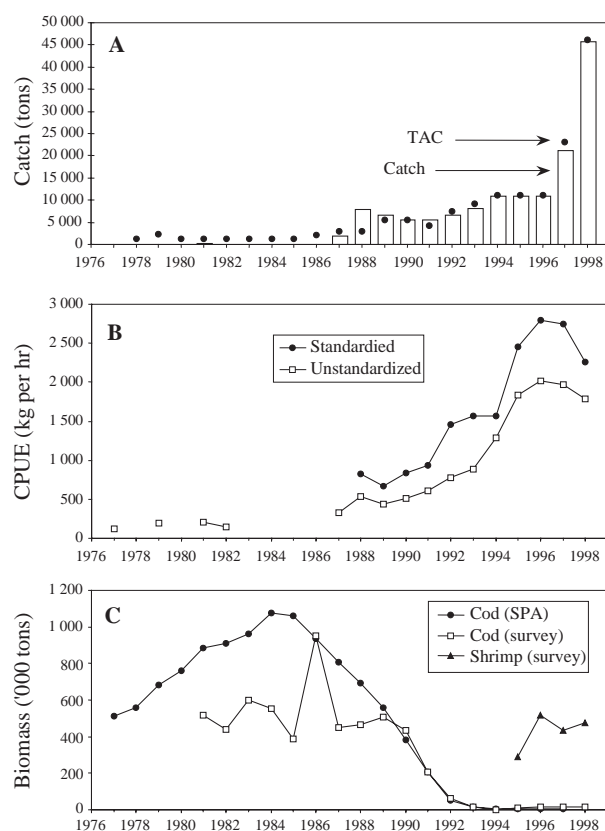 A
Catch (tons)
50 000
45 000
40 000
35 000
30 000
25 000
20 000
15 000
10 000
5 000
0
TAC
Catch
1976 1978 1980 1982 1984 1986 1988 1990 1992 1994 1996 1998
B
CPUE (kg per hr)
3 000
2 500
2 000
1 500
1 000
500
0
Standardied
Unstandardized
1976 1978 1980 1982 1984 1986 1988 1990 1992 1994 1996 1998
C
Biomass ('000 tons)
1 200
1 000
800
600
400
200
0
Cod (SPA)
Cod (survey)
Shrimp (survey)
1976 1978 1980 1982 1984 1986 1988 1990 1992 1994 1996 1998